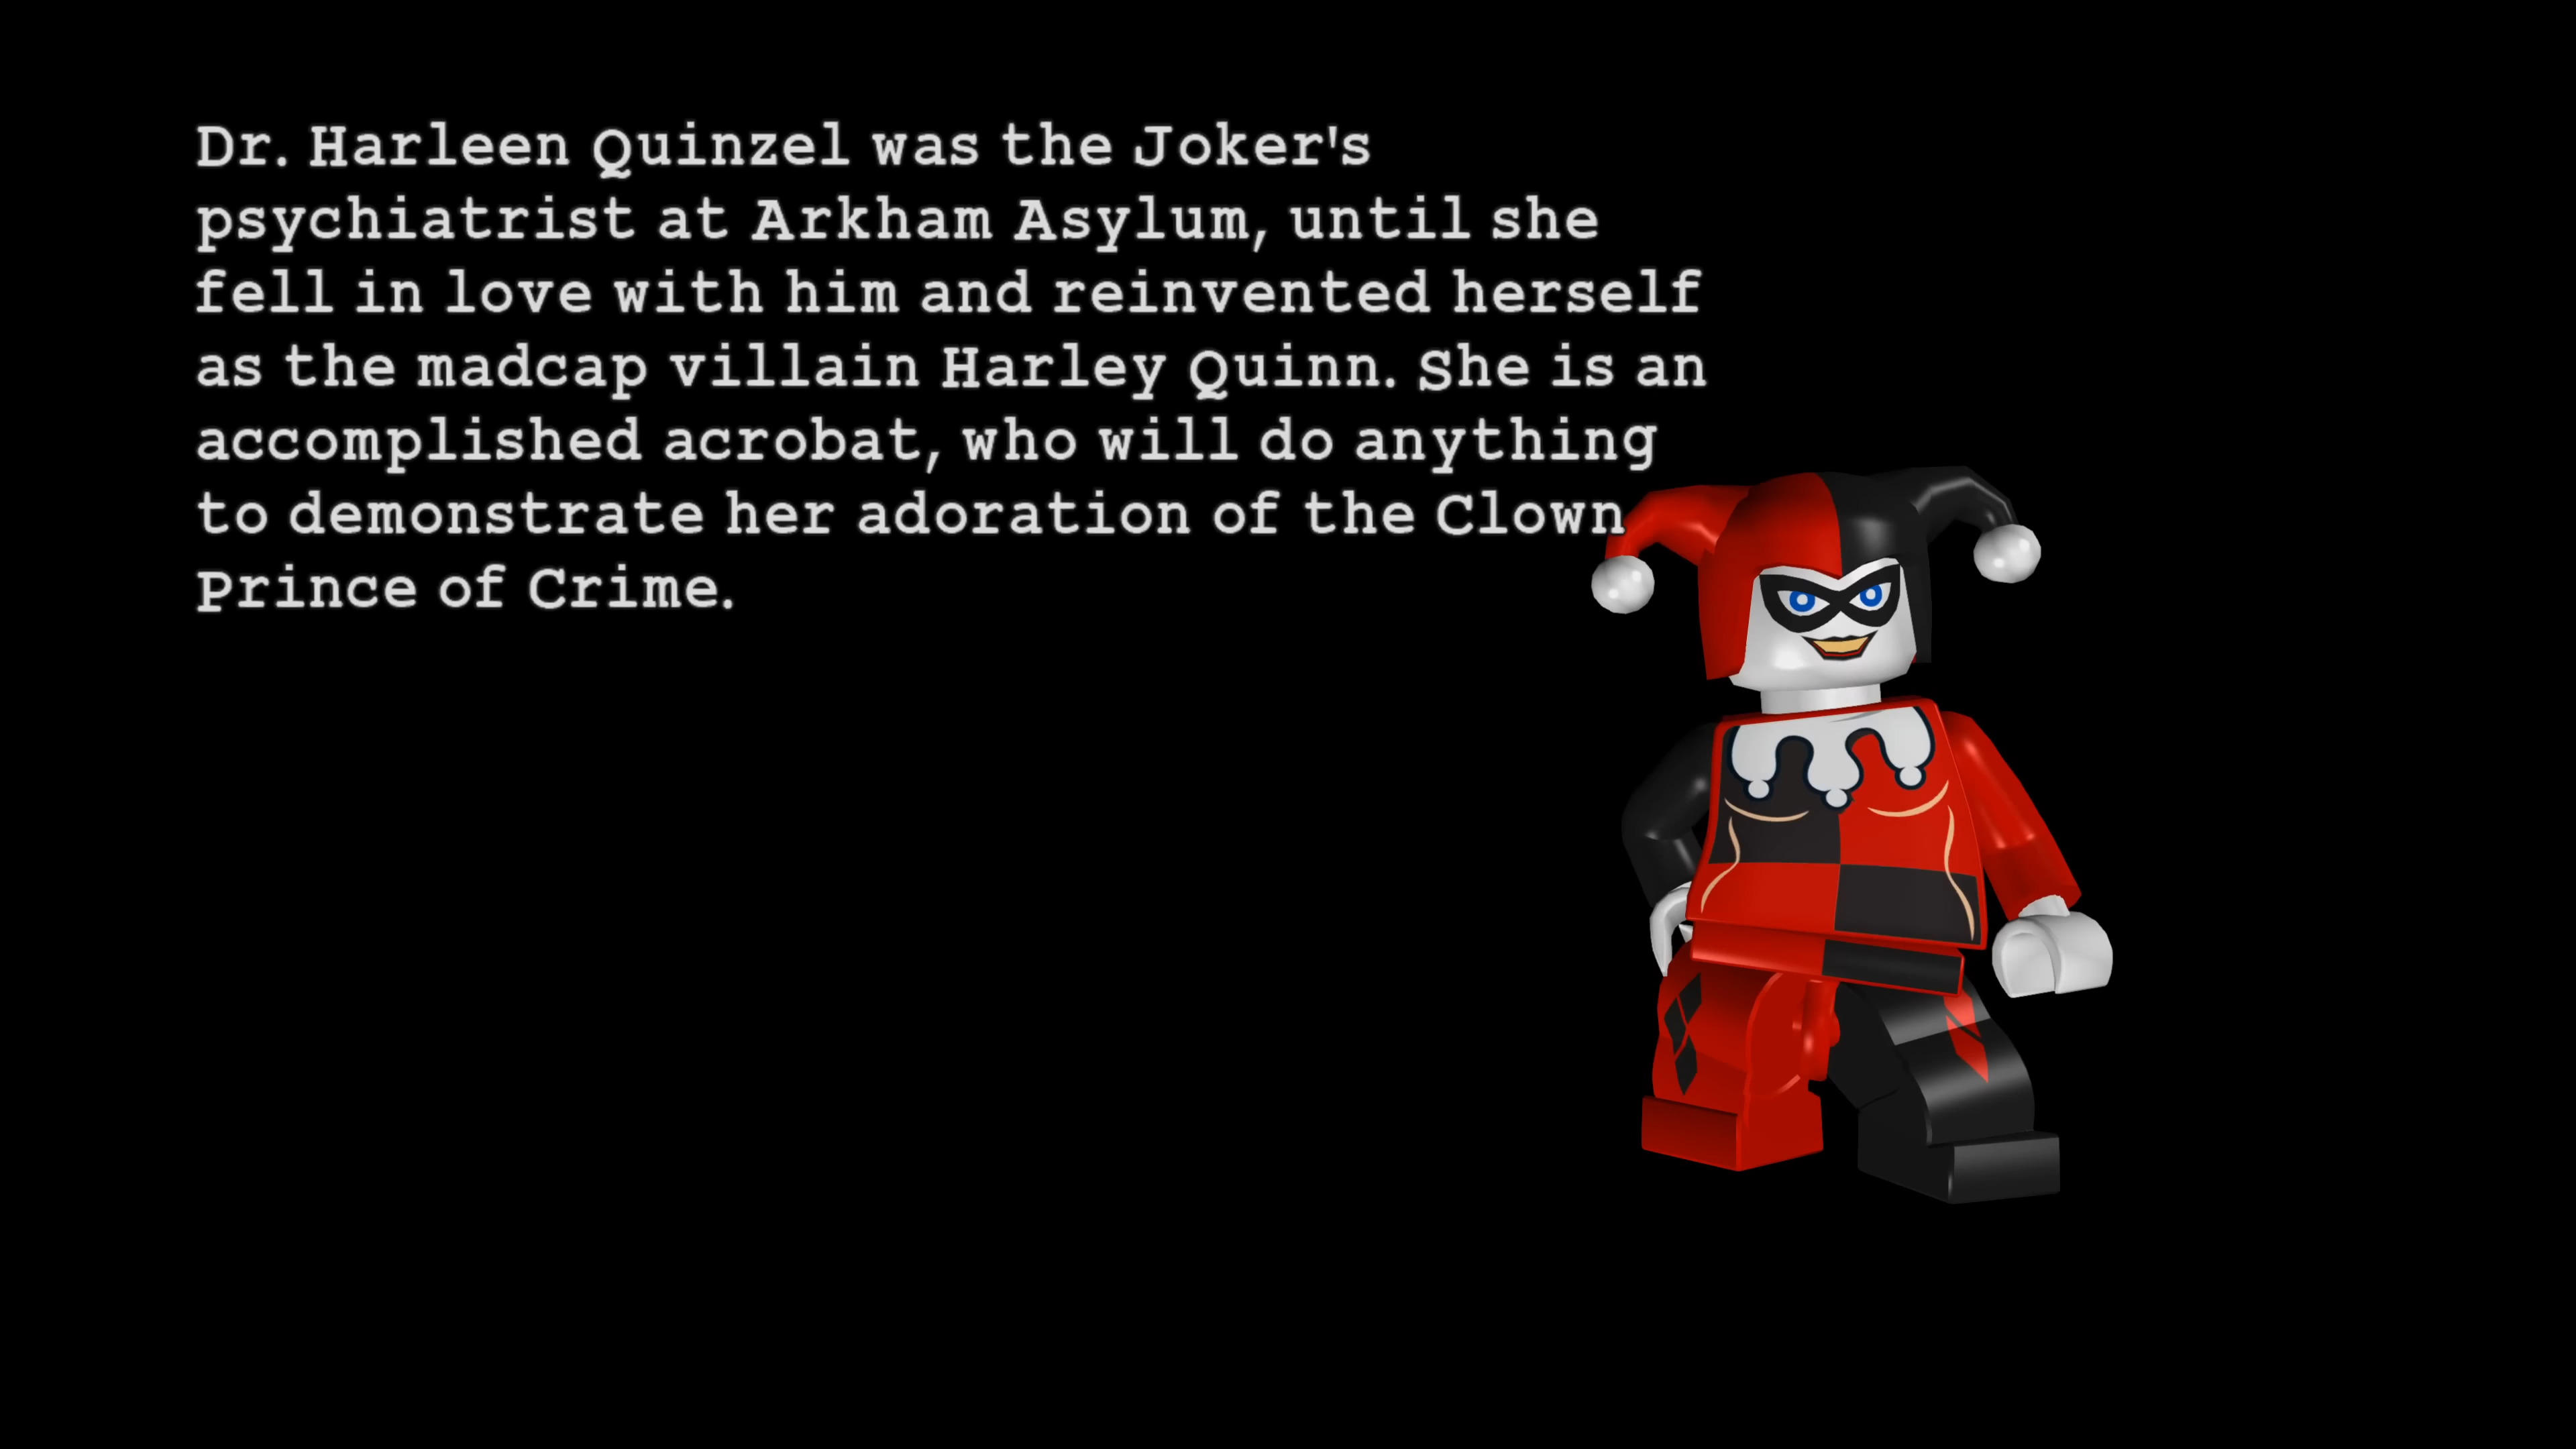 Dr. Harleen Quinzel was the Joker's
psychiatrist at Arkham Asylum, until she
fell in love with him and reinvented herself
as the madcap villain Harley Quinn. She is an
accomplished acrobat, who will do anything
to demonstrate her adoration of the Clown
Prince of Crime.